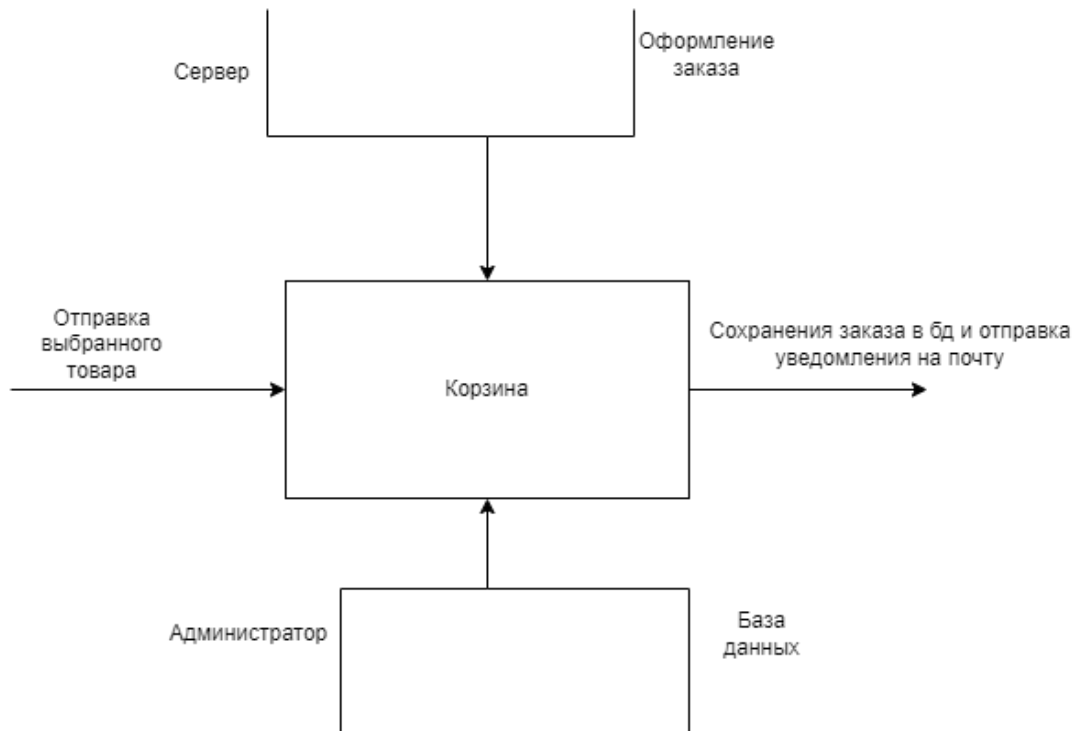 Сервер
Оформление
заказа
Отправка
выбранного
товара
Корзина
Сохранения заказа в бд и отправка
уведомления на почту
Администратор
База
данных